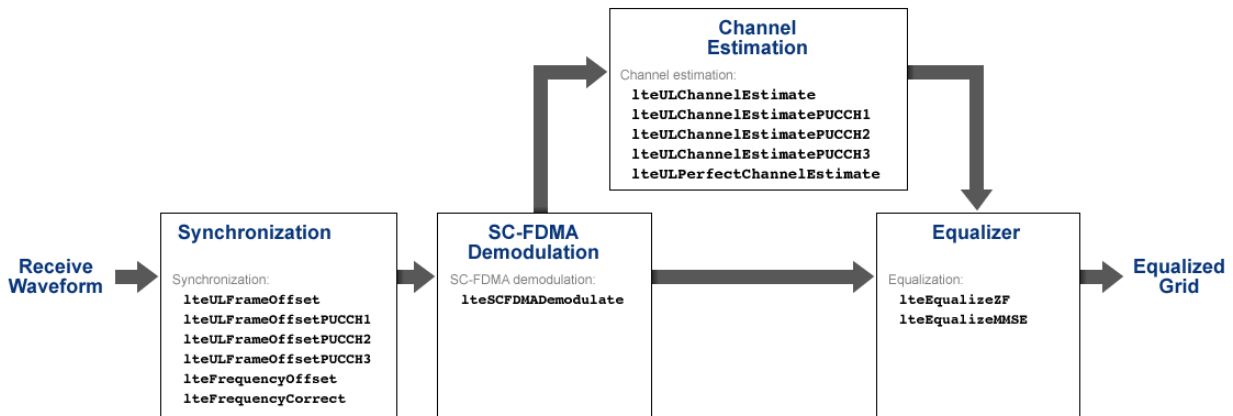 Channel
Estimation
Channel estimation:
lteULChannelEstimate
lteULChannelEstimatePUCCH1
lteULChannelEstimatePUCCH2
lteULChannelEstimatePUCCH3
lteULPerfectChannelEstimate
Receive
Waveform
Synchronization
Synchronization:
lteULFrameOffset
lteULFrameOffsetPUCCH1
lteULFrameOffsetPUCCH2
lteULFrameOffsetPUCCH3
lteFrequencyOffset
lteFrequencyCorrect
SC-FDMA
Demodulation
SC-FDMA demodulation:
lteSCFDMADemodulate
Equalizer
Equalization:
lteEqualizeZF
lteEqualizeMMSE
Equalized
Grid